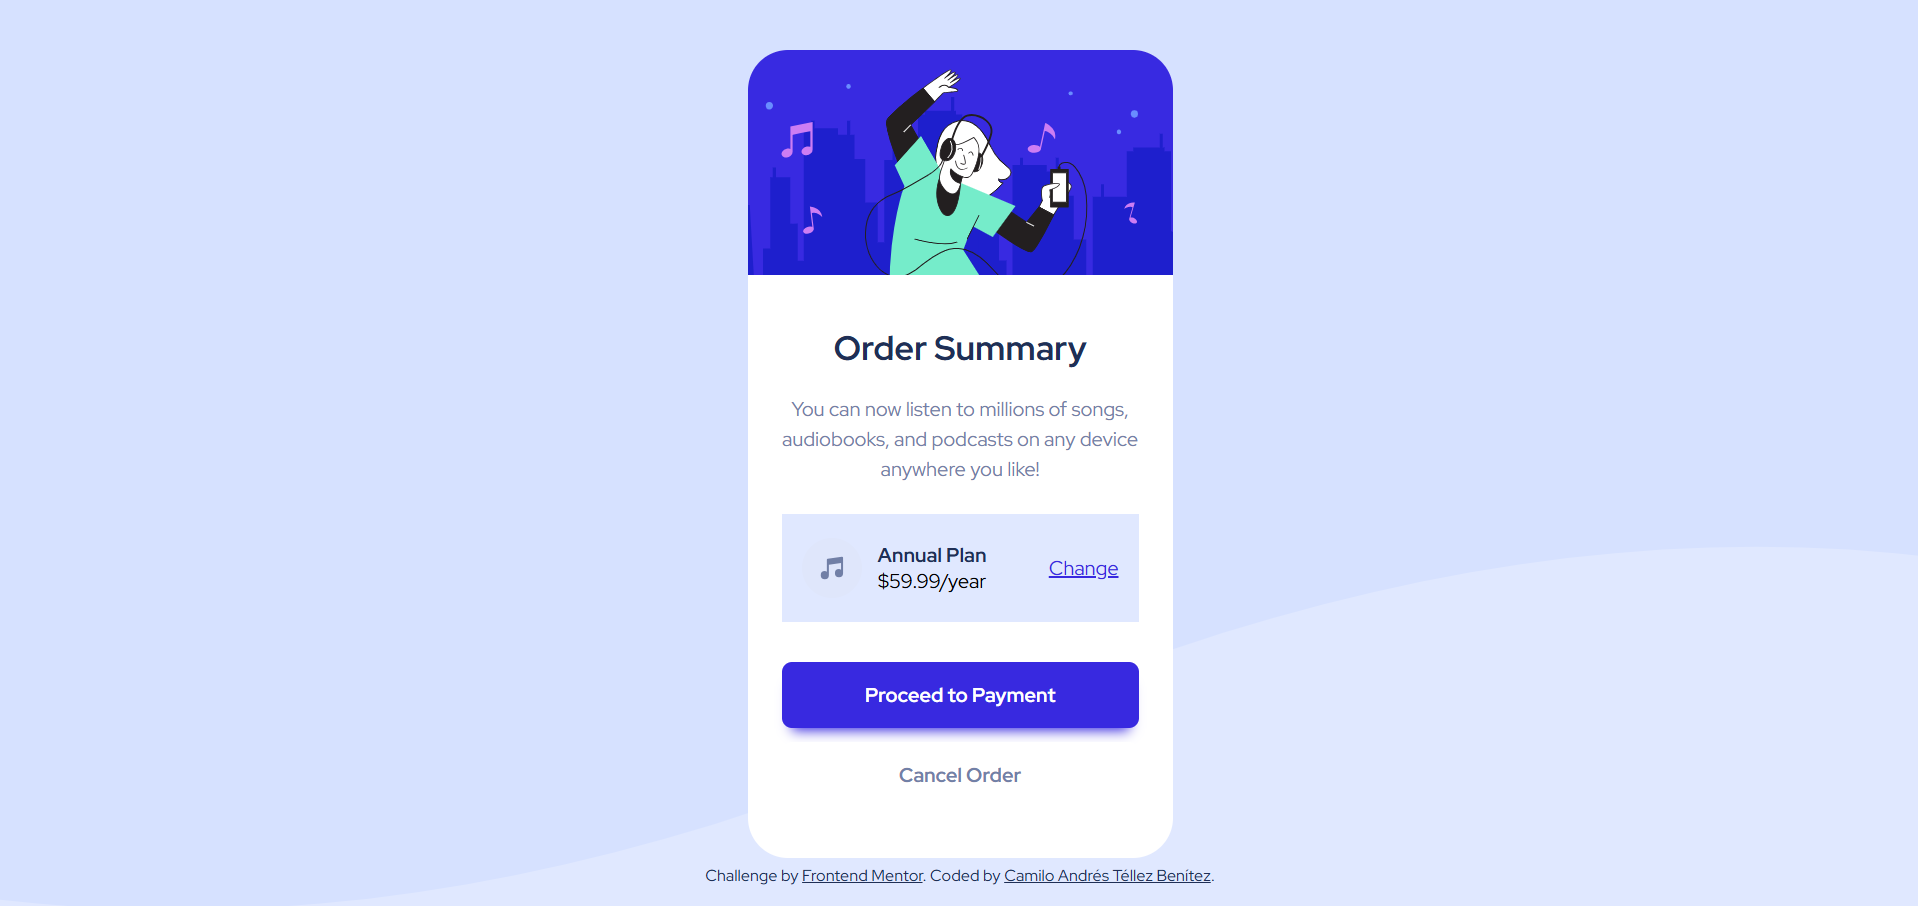 Order Summary
You can now listen to millions of songs,
audiobooks, and podcasts on any device
anywhere you like!
Annual Plan
$59.99/year
Change
Proceed to Payment
Cancel Order
Challenge by Frontend Mentor. Coded by Camilo Andrés Téllez Benítez.